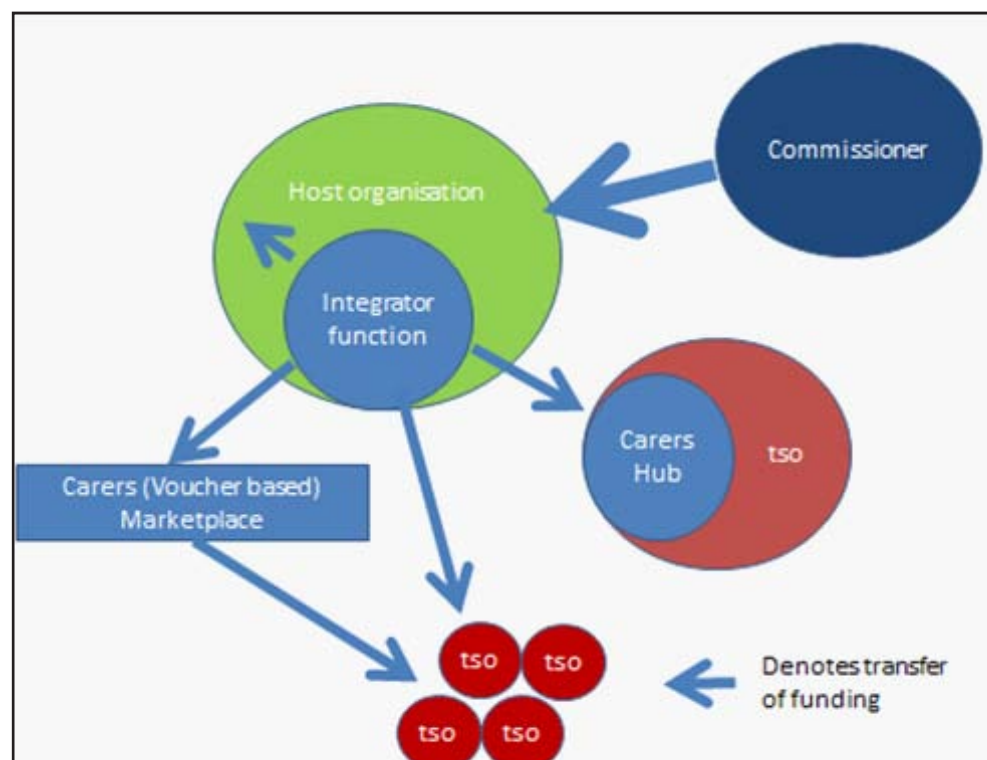 Commissioner
Host organisation
Integrator
function
Carers
Hub
tso
Carers (Voucher based)
Marketplace
tso
tso
tso
tso
Denotes transfer
of funding